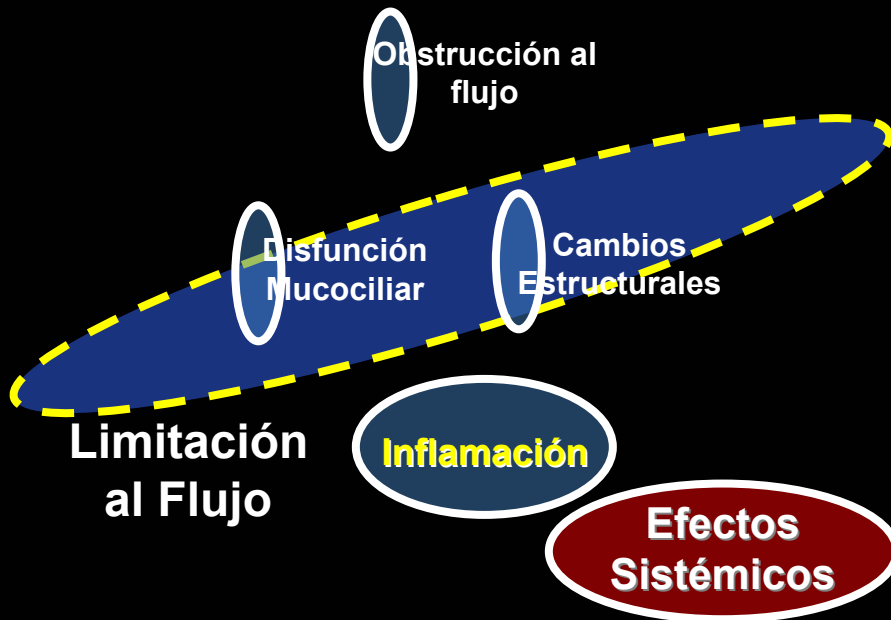 Obstrucción al
flujo
Disfunción
Mucociliar
Cambios
Estructurales
Limitación
al Flujo
Inflamación
Efectos
Sistémicos